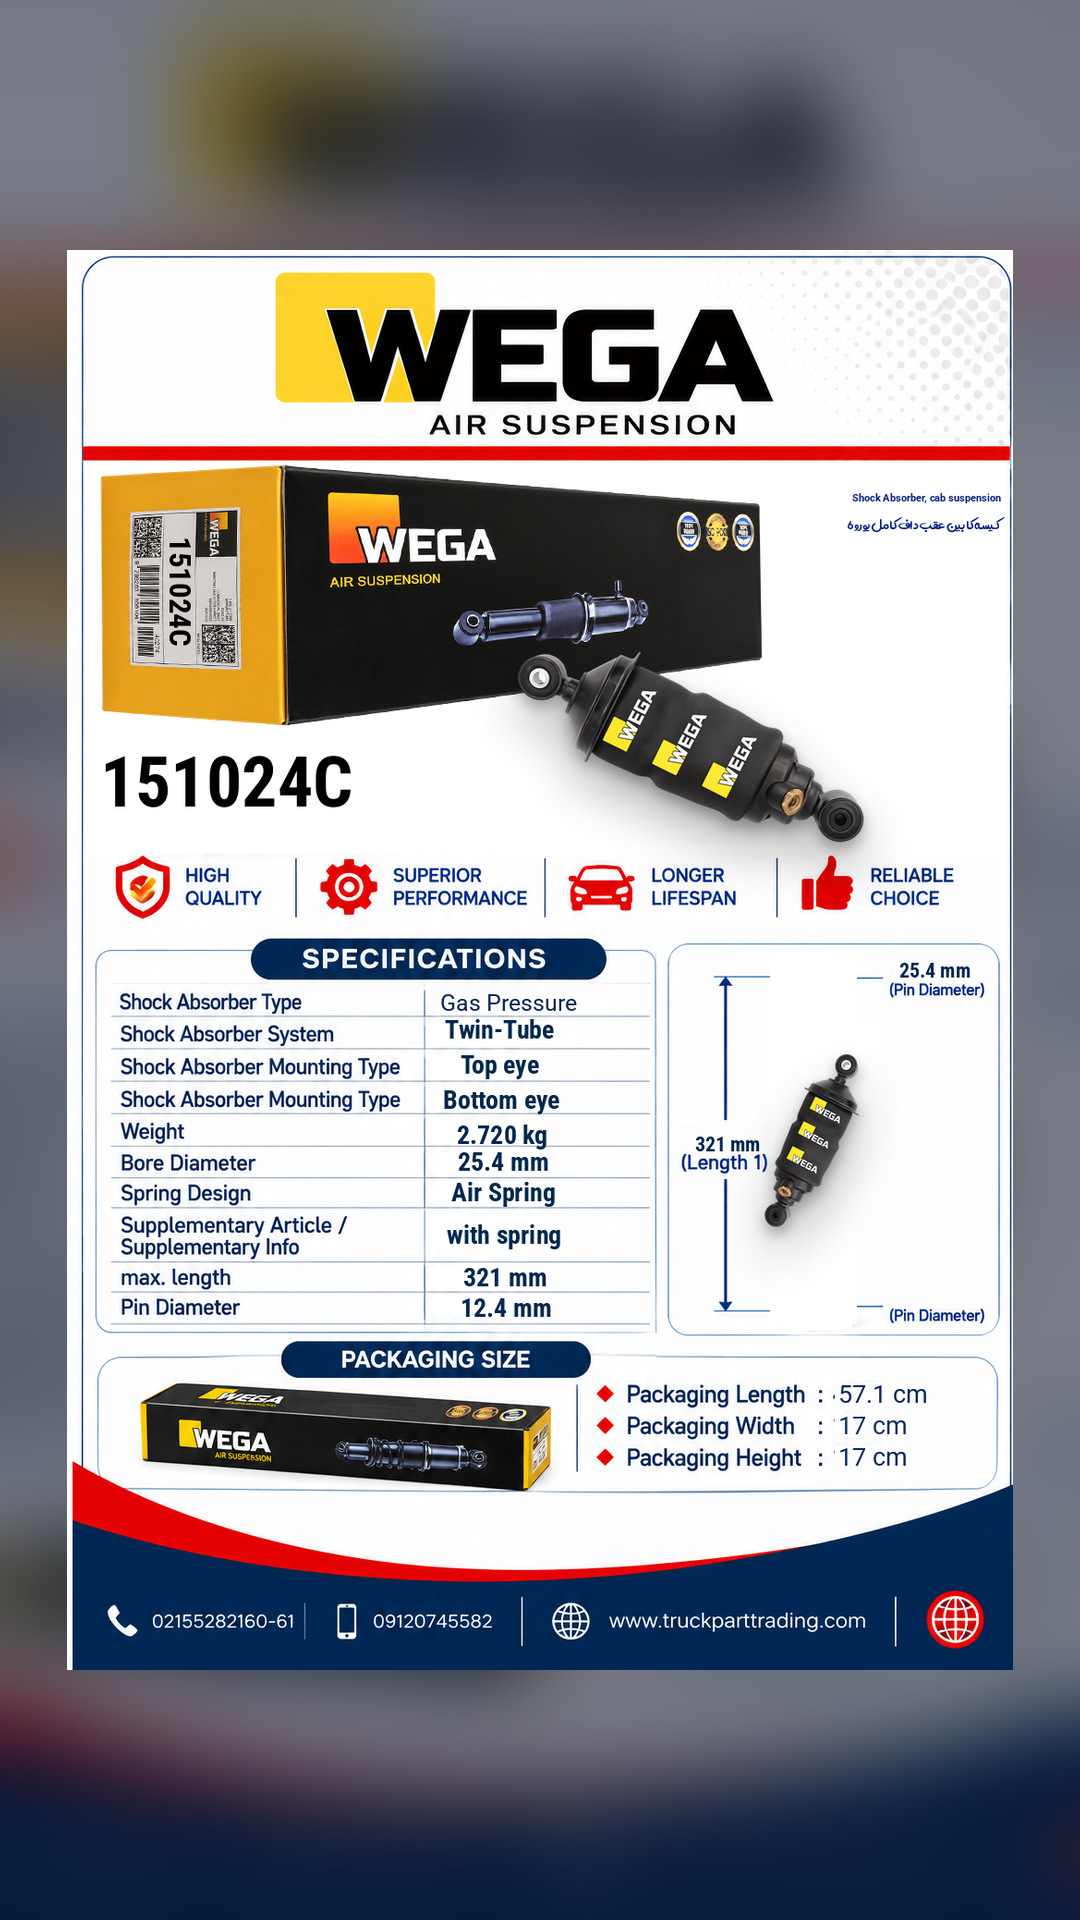 WEGA
AIR SUSPENSION
Shock Absorber, cab suspension
کیسه کابین عقب داف کامل یورو 6
WEGA
AIR SUSPENSION
WEGA
151024C
WEGA
WEGA
WEGA
151024C
HIGH QUALITY
SUPERIOR PERFORMANCE
LONGER LIFESPAN
RELIABLE CHOICE
SPECIFICATIONS
Shock Absorber Type Gas Pressure
Shock Absorber System Twin-Tube
Shock Absorber Mounting Type Top eye
Shock Absorber Mounting Type Bottom eye
Weight 2.720 kg
Bore Diameter 25.4 mm
Spring Design Air Spring
Supplementary Article /
Supplementary Info with spring
max. length 321 mm
Pin Diameter 12.4 mm
25.4 mm
(Pin Diameter)
321 mm
(Length 1)
WEGA
WEGA
WEGA
(Pin Diameter)
PACKAGING SIZE
WEGA
WEGA
AIR SUSPENSION
Packaging Length : 57.1 cm
Packaging Width : 17 cm
Packaging Height : 17 cm
02155282160-61
09120745582
www.truckparttrading.com